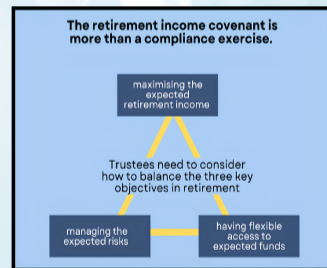 The retirement income covenant is
more than a compliance exercise.
maximising the
expected
retirement income
Trustees need to consider
how to balance the three key
objectives in retirement
managing the
expected risks
having flexible
access to
expected funds